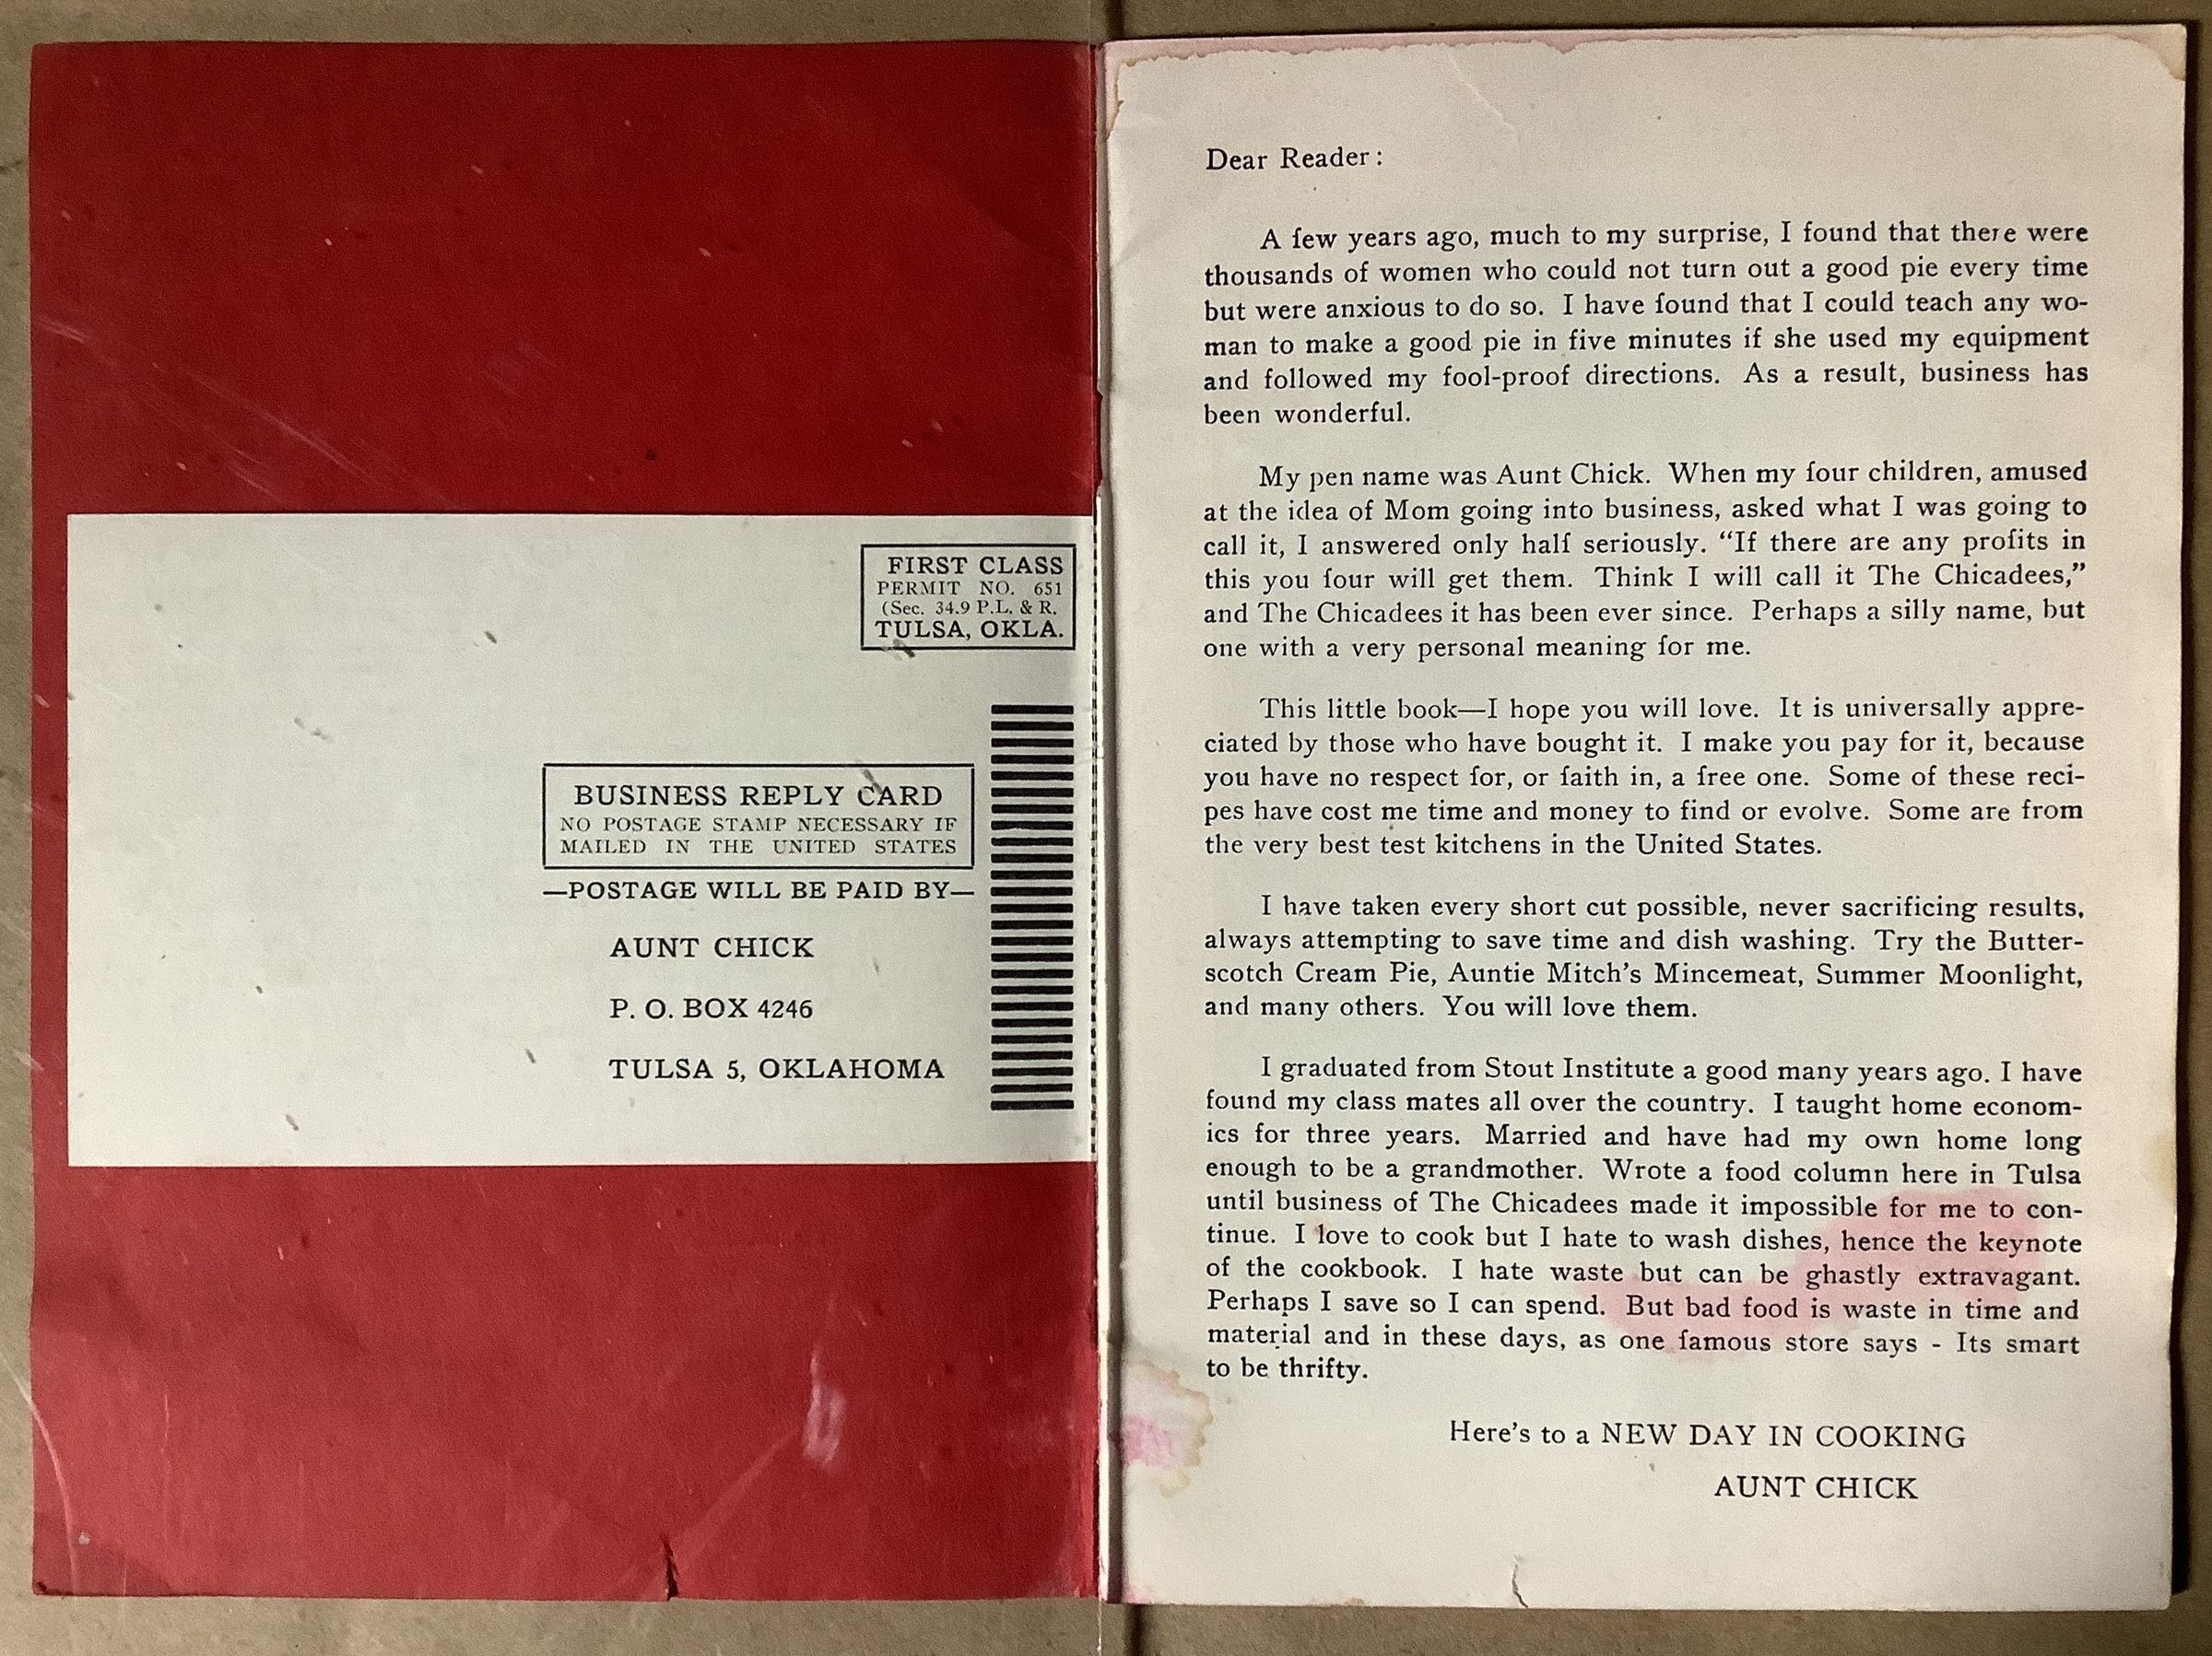 FIRST CLASS
PERMIT NO. 651
(Sec. 34.9 P.L. & R.
TULSA, OKLA.
BUSINESS REPLY CARD
NO POSTAGE STAMP NECESSARY IF
MAILED IN THE UNITED STATES
—POSTAGE WILL BE PAID BY—
AUNT CHICK
P. O. BOX 4246
TULSA 5, OKLAHOMA
Dear Reader:
A few years ago, much to my surprise, I found that there were
thousands of women who could not turn out a good pie every time
but were anxious to do so. I have found that I could teach any wo-
man to make a good pie in five minutes if she used my equipment
and followed my fool-proof directions. As a result, business has
been wonderful.
My pen name was Aunt Chick. When my four children, amused
at the idea of Mom going into business, asked what I was going to
call it, I answered only half seriously. “If there are any profits in
this you four will get them. Think I will call it The Chicadees,”
and The Chicadees it has been ever since. Perhaps a silly name, but
one with a very personal meaning for me.
This little book—I hope you will love. It is universally appre-
ciated by those who have bought it. I make you pay for it, because
you have no respect for, or faith in, a free one. Some of these reci-
pes have cost me time and money to find or evolve. Some are from
the very best test kitchens in the United States.
I have taken every short cut possible, never sacrificing results,
always attempting to save time and dish washing. Try the Butter-
scotch Cream Pie, Auntie Mitch’s Mincemeat, Summer Moonlight,
and many others. You will love them.
I graduated from Stout Institute a good many years ago. I have
found my class mates all over the country. I taught home econom-
ics for three years. Married and have had my own home long
enough to be a grandmother. Wrote a food column here in Tulsa
until business of The Chicadees made it impossible for me to con-
tinue. I love to cook but I hate to wash dishes, hence the keynote
of the cookbook. I hate waste but can be ghastly extravagant.
Perhaps I save so I can spend. But bad food is waste in time and
material and in these days, as one famous store says - Its smart
to be thrifty.
Here’s to a NEW DAY IN COOKING
AUNT CHICK